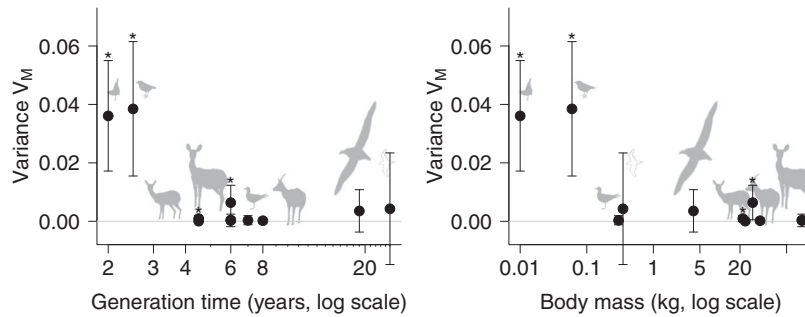 0.06
0.04
0.02
0.00
Variance V_M
* * * *
2 3 4 6 8 20
Generation time (years, log scale)
0.06
0.04
0.02
0.00
Variance V_M
* * * *
0.01 0.1 1 5 20
Body mass (kg, log scale)